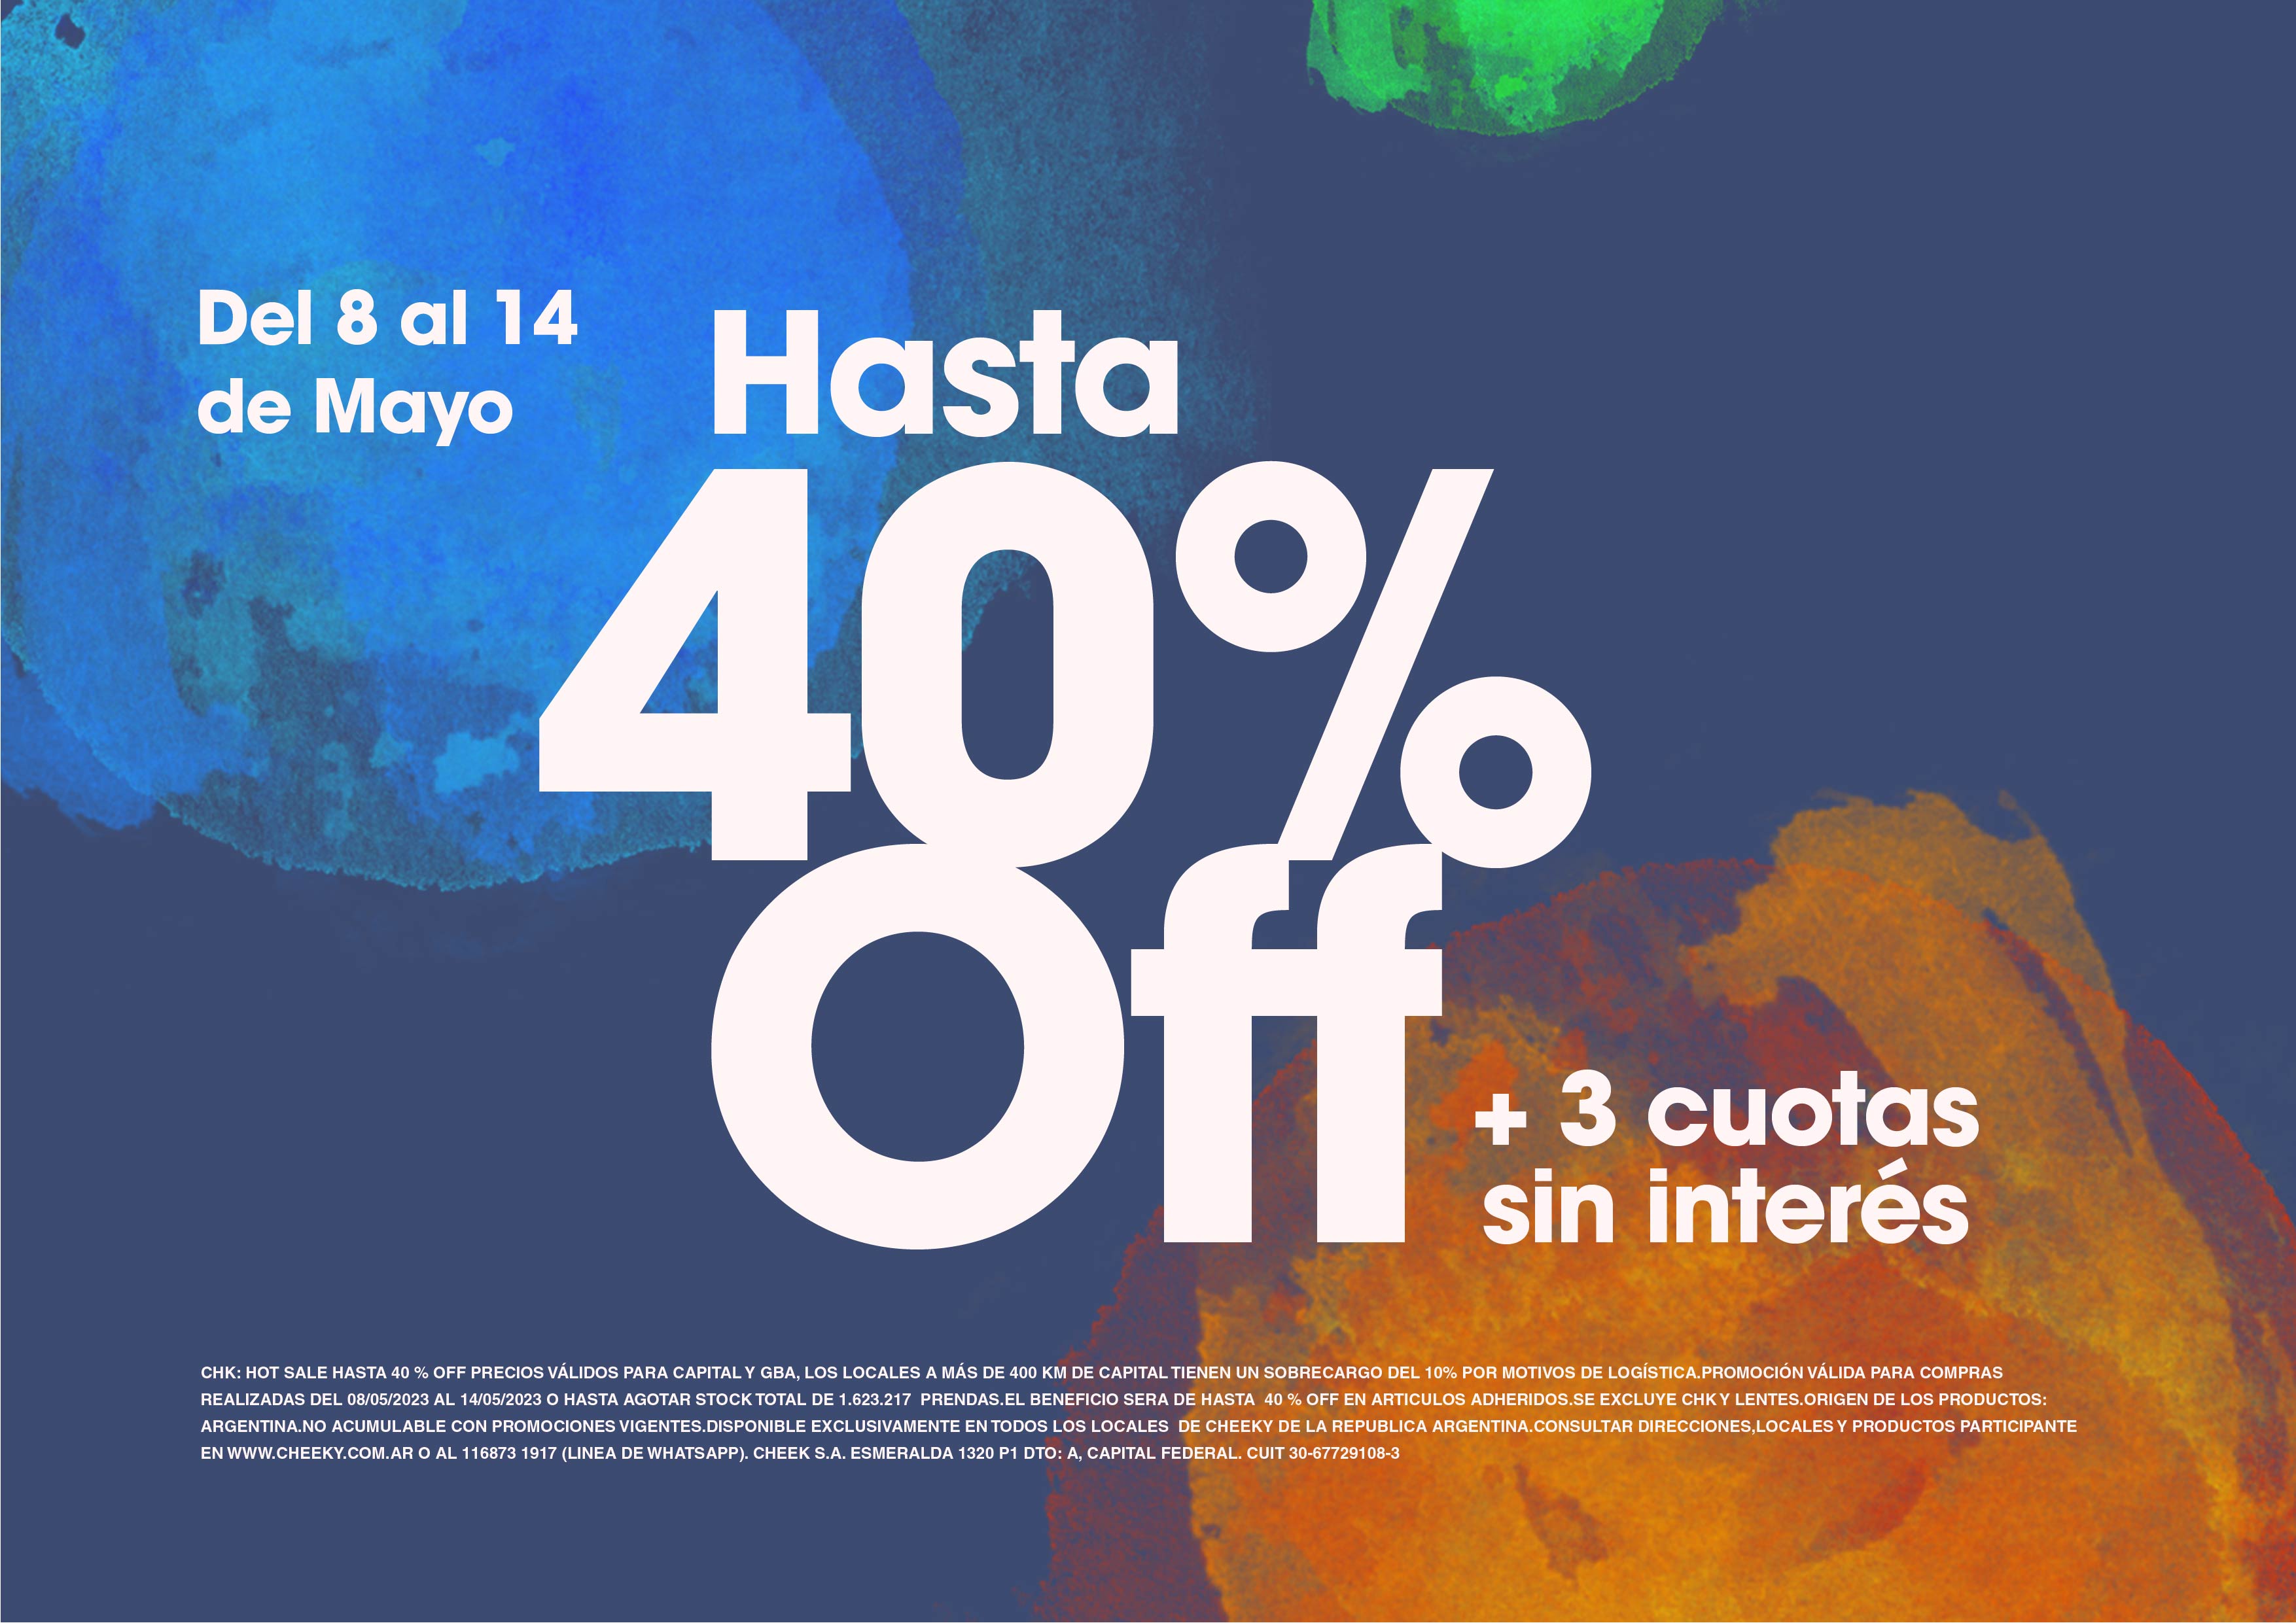 Del 8 al 14
de Mayo
Hasta
40%
Off
+ 3 cuotas
sin interés
CHK: HOT SALE HASTA 40 % OFF PRECIOS VÁLIDOS PARA CAPITAL Y GBA, LOS LOCALES A MÁS DE 400 KM DE CAPITAL TIENEN UN SOBRECARGO DEL 10% POR MOTIVOS DE LOGÍSTICA.PROMOCIÓN VÁLIDA PARA COMPRAS
REALIZADAS DEL 08/05/2023 AL 14/05/2023 O HASTA AGOTAR STOCK TOTAL DE 1.623.217  PRENDAS.EL BENEFICIO SERA DE HASTA  40 % OFF EN ARTICULOS ADHERIDOS.SE EXCLUYE CHK Y LENTES.ORIGEN DE LOS PRODUCTOS:
ARGENTINA.NO ACUMULABLE CON PROMOCIONES VIGENTES.DISPONIBLE EXCLUSIVAMENTE EN TODOS LOS LOCALES  DE CHEEKY DE LA REPUBLICA ARGENTINA.CONSULTAR DIRECCIONES,LOCALES Y PRODUCTOS PARTICIPANTE
EN WWW.CHEEKY.COM.AR O AL 116873 1917 (LINEA DE WHATSAPP). CHEEK S.A. ESMERALDA 1320 P1 DTO: A, CAPITAL FEDERAL. CUIT 30-67729108-3